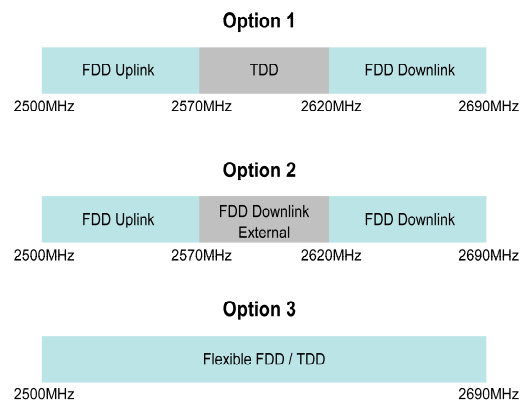 Option 1
FDD Uplink TDD FDD Downlink
2500MHz 2570MHz 2620MHz 2690MHz
Option 2
FDD Uplink FDD Downlink External FDD Downlink
2500MHz 2570MHz 2620MHz 2690MHz
Option 3
Flexible FDD / TDD
2500MHz 2690MHz